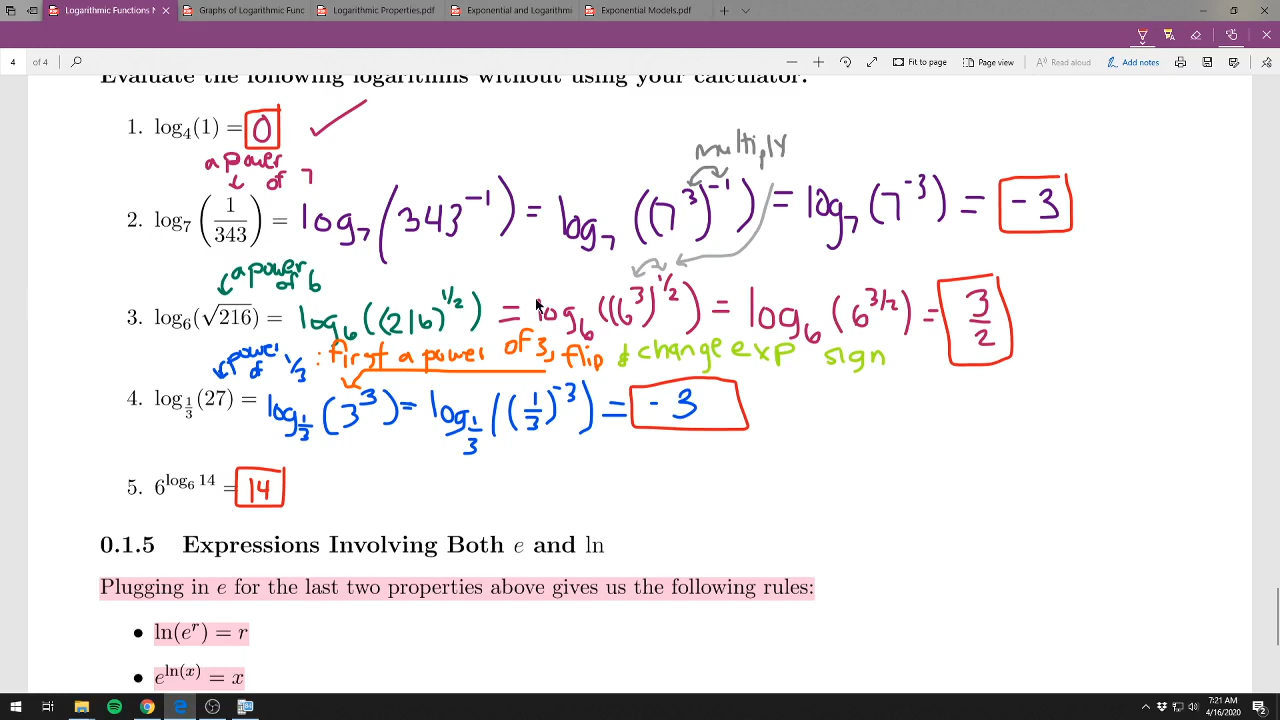 Logarithmic Functions N
Graphs of Logarithmic Func
Logarithmic Properties.pdf
Exponential and Logarithmi
Exponential Models.pdf
4 of 4
Fit to page
Page view
Read aloud
Add notes
Evaluate the following logarithms without using your calculator.
1. log₄(1) = 0 ✓
a power of 7
multiply
2. log₇(1/343) = log₇(343⁻¹) = log₇((7³)⁻¹) = log₇(7⁻³) = -3
a power of 6
3. log₆(√216) = log₆((216)^1/2) = log₆((6³)^1/2) = log₆(6^3/2) = 3/2
power of 1/3 : first a power of 3, flip & change exp sign
4. log_1/3(27) = log_1/3(3³) = log_1/3((1/3)⁻³) = -3
5. 6^log₆ 14 = 14
0.1.5 Expressions Involving Both e and ln
Plugging in e for the last two properties above gives us the following rules:
• ln(eʳ) = r
• e^ln(x) = x
7:21 AM
4/16/2020
2